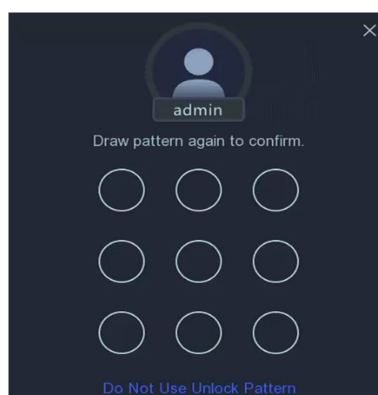 admin
Draw pattern again to confirm.
Do Not Use Unlock Pattern